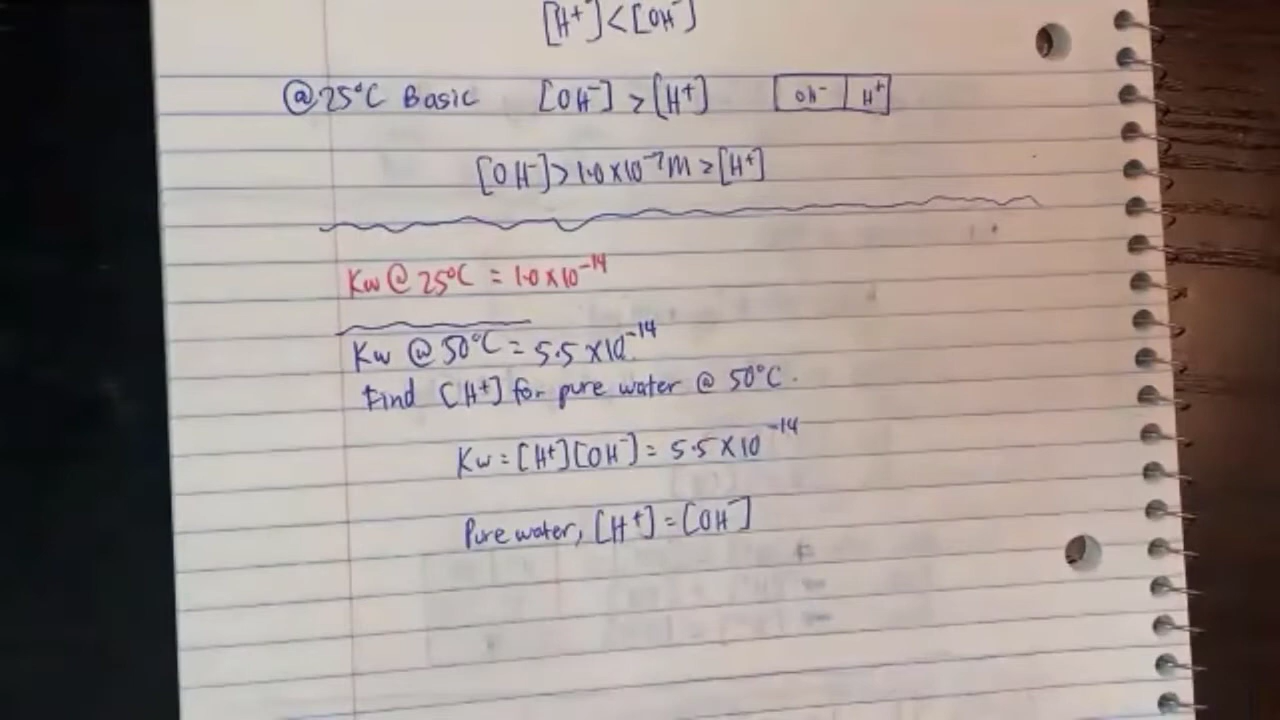 [H⁺] < [OH⁻]
@25°C Basic [OH⁻] > [H⁺] OH⁻ H⁺
[OH⁻] > 1.0 × 10⁻⁷ M > [H⁺]
Kw @ 25°C = 1.0 × 10⁻¹⁴
Kw @ 50°C = 5.5 × 10⁻¹⁴
Find [H⁺] for pure water @ 50°C.
Kw = [H⁺][OH⁻] = 5.5 × 10⁻¹⁴
Pure water, [H⁺] = [OH⁻]